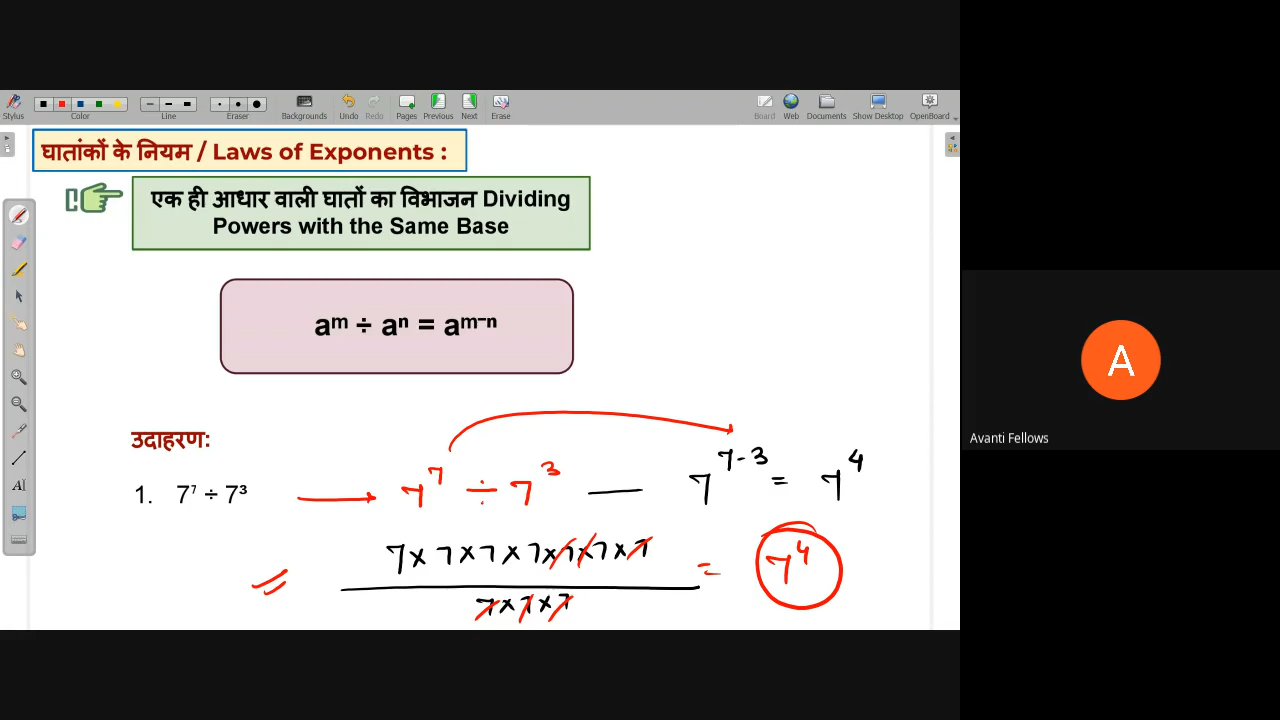 Stylus Color Line Eraser Backgrounds Undo Redo Pages Previous Next Erase Board Web Documents Show Desktop OpenBoard
घातांकों के नियम / Laws of Exponents :
एक ही आधार वाली घातों का विभाजन Dividing
Powers with the Same Base
aᵐ ÷ aⁿ = aᵐ⁻ⁿ
A
Avanti Fellows
उदाहरण:
1. 7⁷ ÷ 7³ → 7⁷ ÷ 7³ — 7⁷⁻³ = 7⁴
7 × 7 × 7 × 7 × 7 × 7 × 7 = 7⁴
7 × 7 × 7